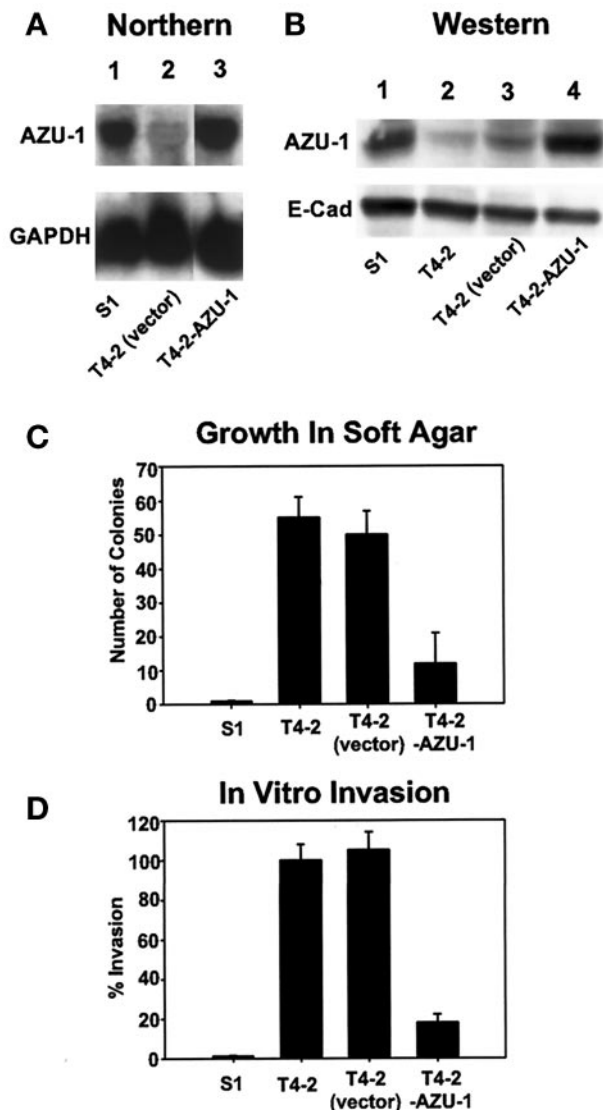 A Northern
1 2 3
AZU-1
GAPDH
S1
T4-2 (vector)
T4-2-AZU-1
B Western
1 2 3 4
AZU-1
E-Cad
S1
T4-2
T4-2 (vector)
T4-2-AZU-1
C Growth In Soft Agar
Number of Colonies
70
60
50
40
30
20
10
0
S1 T4-2 T4-2 T4-2
(vector) -AZU-1
D In Vitro Invasion
% Invasion
120
100
80
60
40
20
0
S1 T4-2 T4-2 T4-2
(vector) -AZU-1